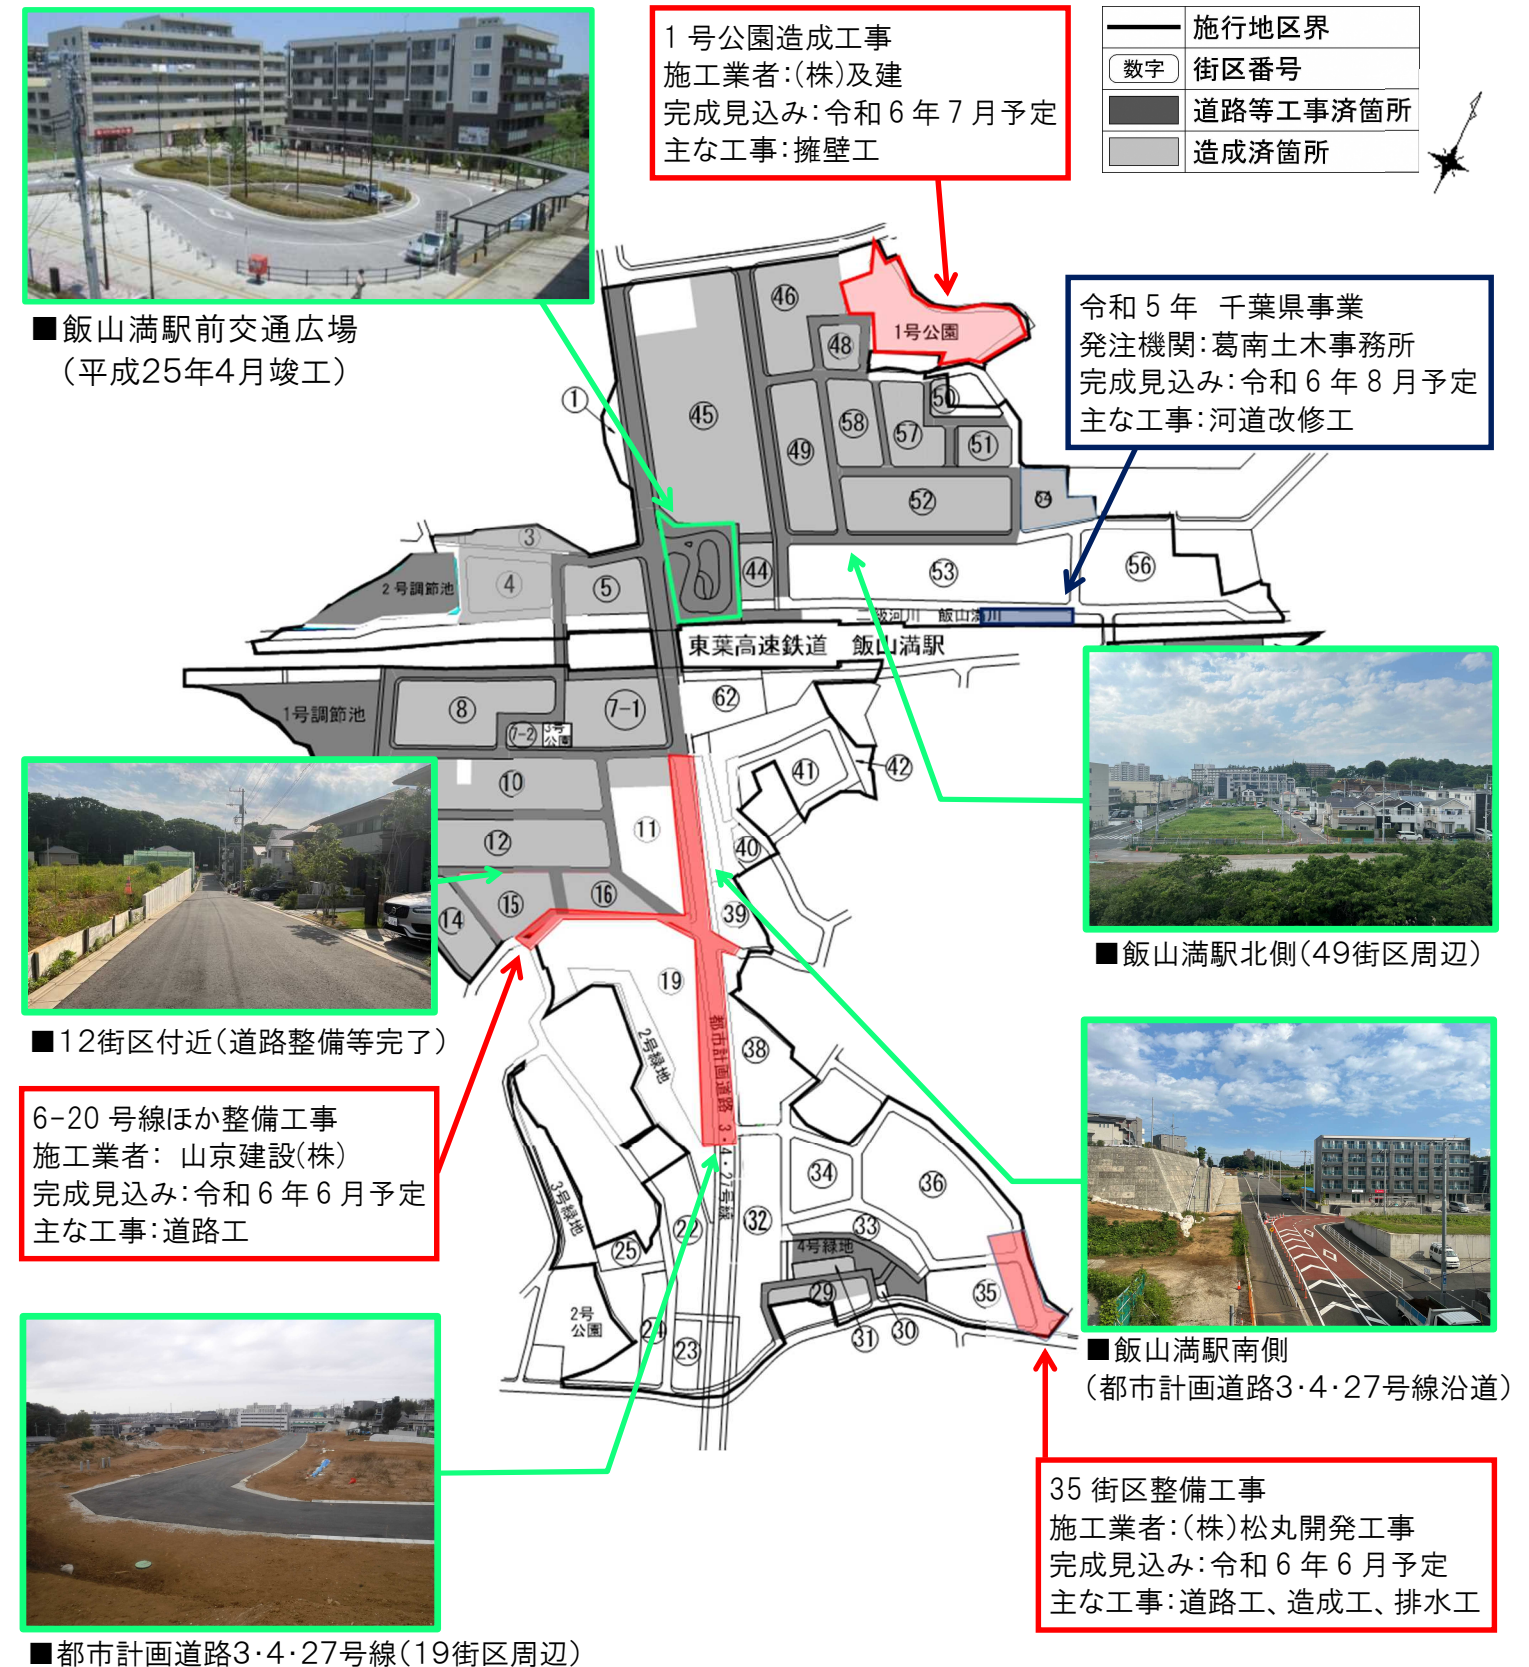 1号公園造成工事
施工業者:(株)及建
完成見込み:令和6年7月予定
主な工事:擁壁工
施行地区界
数字 街区番号
道路等工事済箇所
造成済箇所
■飯山満駅前交通広場
(平成25年4月竣工)
令和5年 千葉県事業
発注機関:葛南土木事務所
完成見込み:令和6年8月予定
主な工事:河道改修工
46
1号公園
48
①
50
45
58
57
51
49
52
54
3
2号調節池
4
5
44
53
56
二級河川 飯山満川
東葉高速鉄道 飯山満駅
1号調節池
8
7-1
62
7-2
3号
公園
10
41
42
11
12
40
16
15
14
39
■12街区付近(道路整備等完了)
■飯山満駅北側(49街区周辺)
19
2号緑地
都市計画道路 3・4・27号線
38
6-20号線ほか整備工事
施工業者: 山京建設(株)
完成見込み:令和6年6月予定
主な工事:道路工
34
36
3号緑地
22
32
33
25
4号緑地
29
35
2号
公園
24
23
31
30
■飯山満駅南側
(都市計画道路3・4・27号線沿道)
35街区整備工事
施工業者:(株)松丸開発工事
完成見込み:令和6年6月予定
主な工事:道路工、造成工、排水工
■都市計画道路3・4・27号線(19街区周辺)